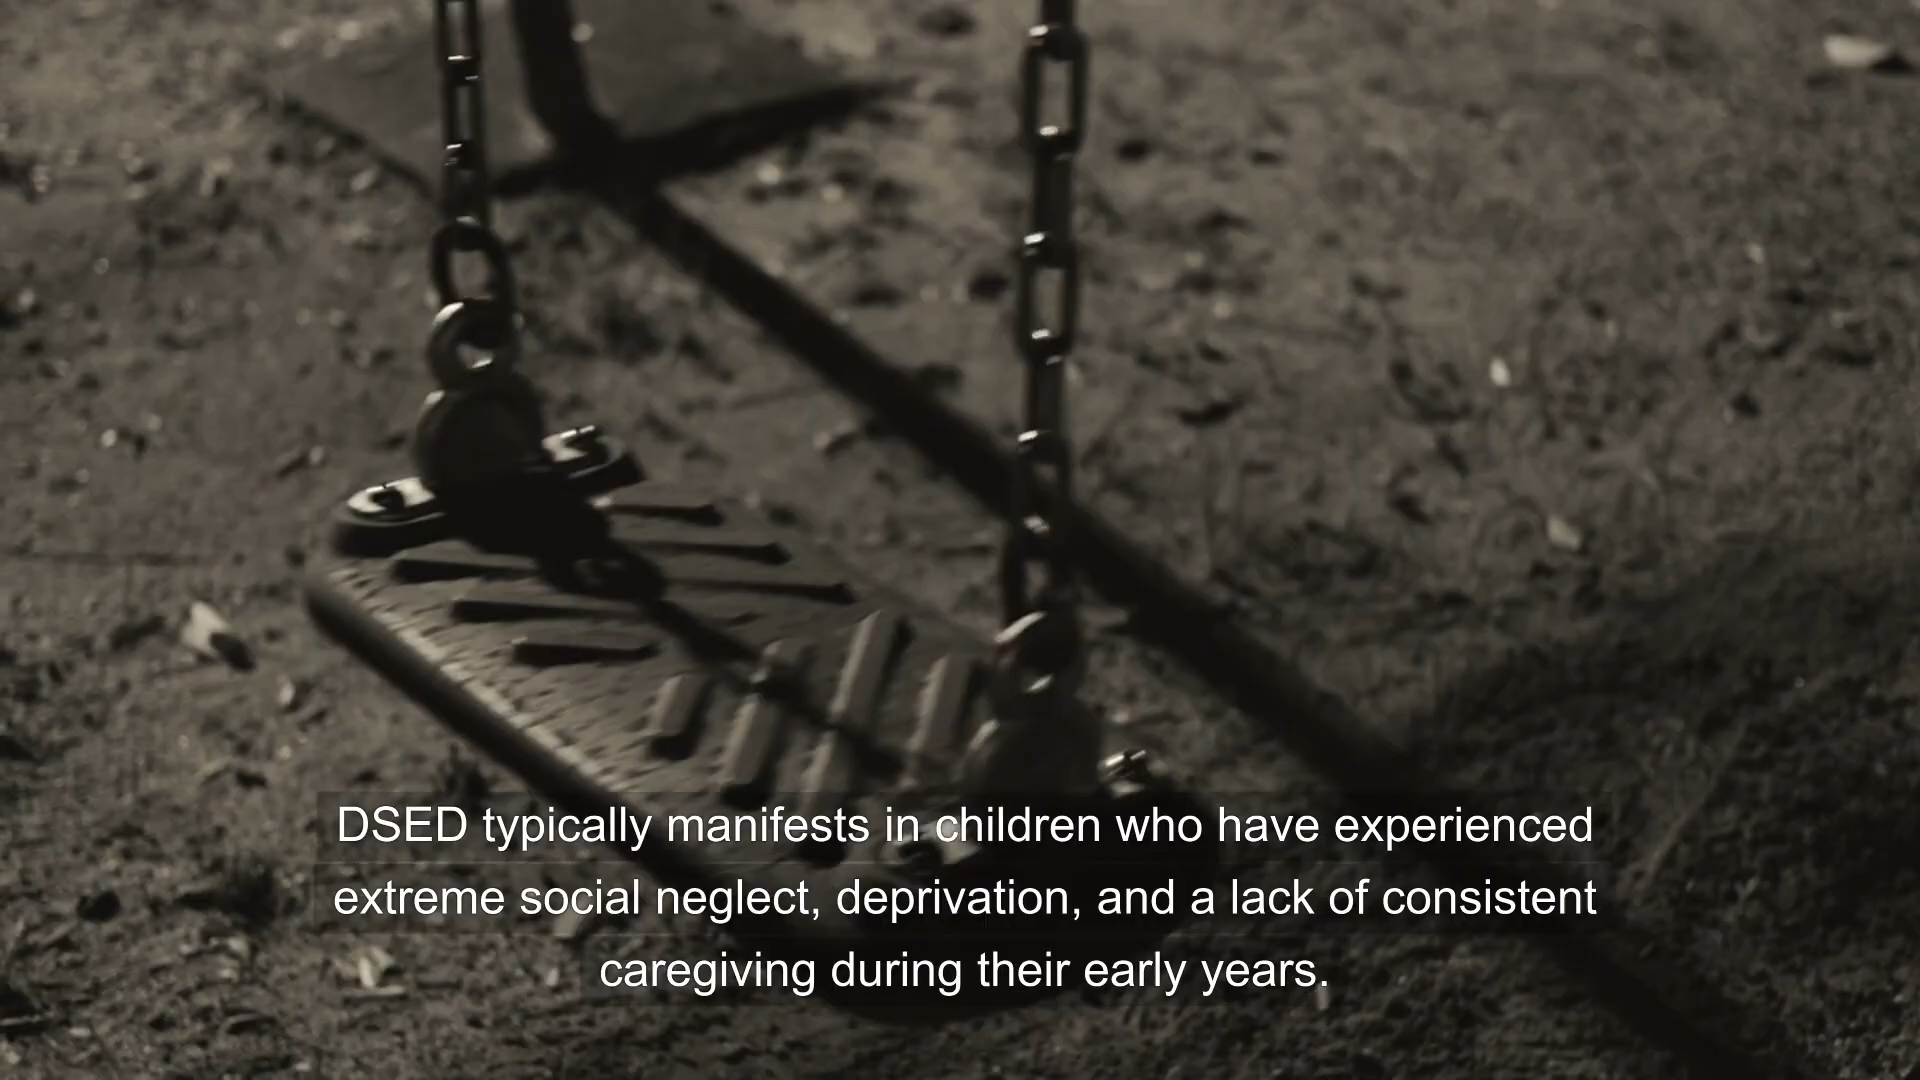 DSED typically manifests in children who have experienced
extreme social neglect, deprivation, and a lack of consistent
caregiving during their early years.